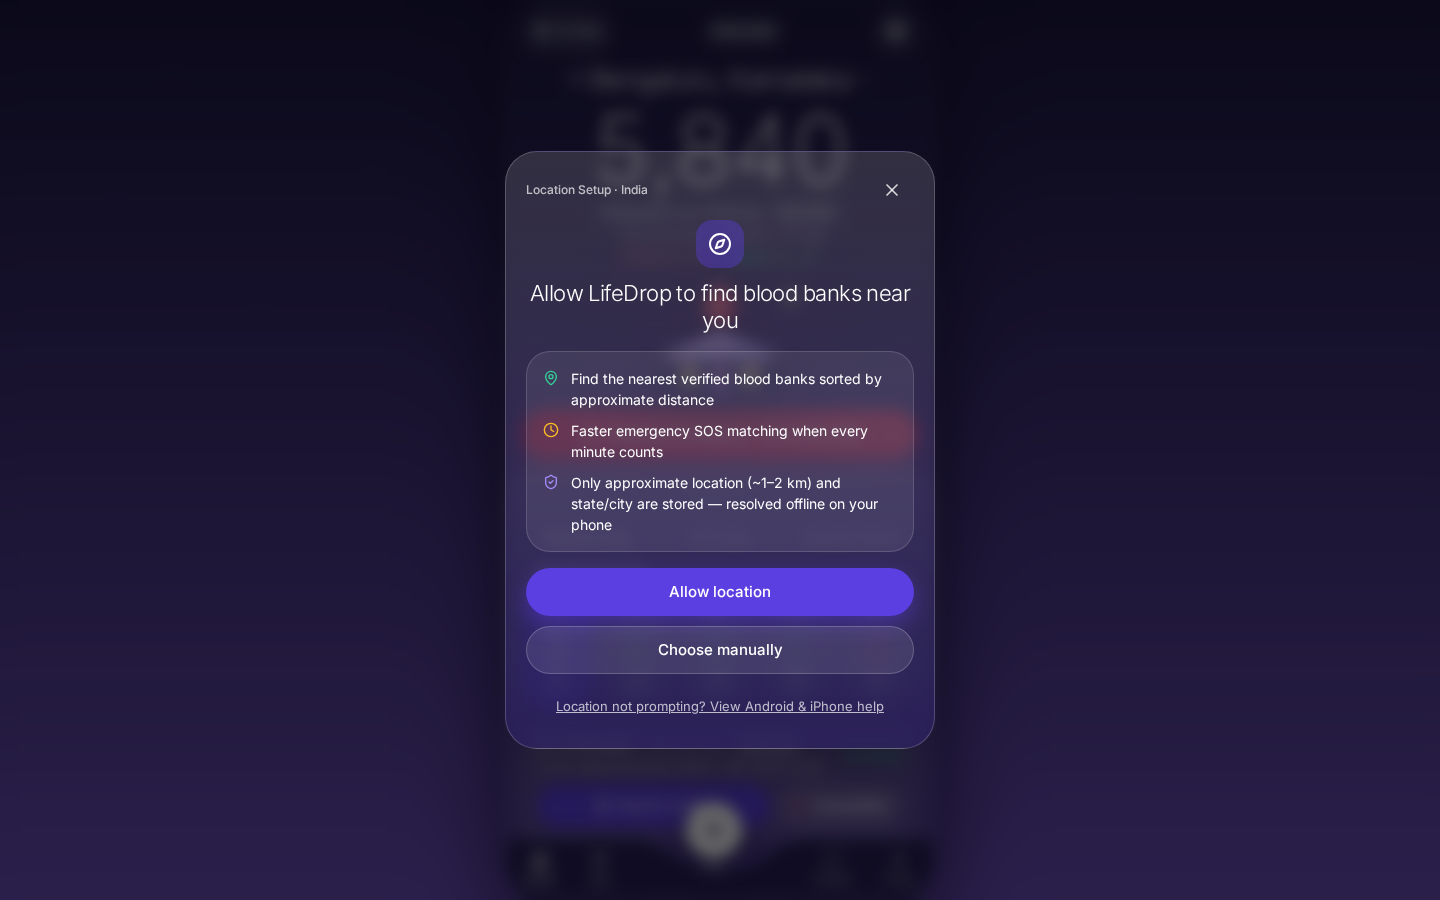 5,840
Location Setup · India
Allow LifeDrop to find blood banks near
you
Find the nearest verified blood banks sorted by
approximate distance
Faster emergency SOS matching when every
minute counts
Only approximate location (~1–2 km) and
state/city are stored — resolved offline on your
phone
Allow location
Choose manually
Location not prompting? View Android & iPhone help